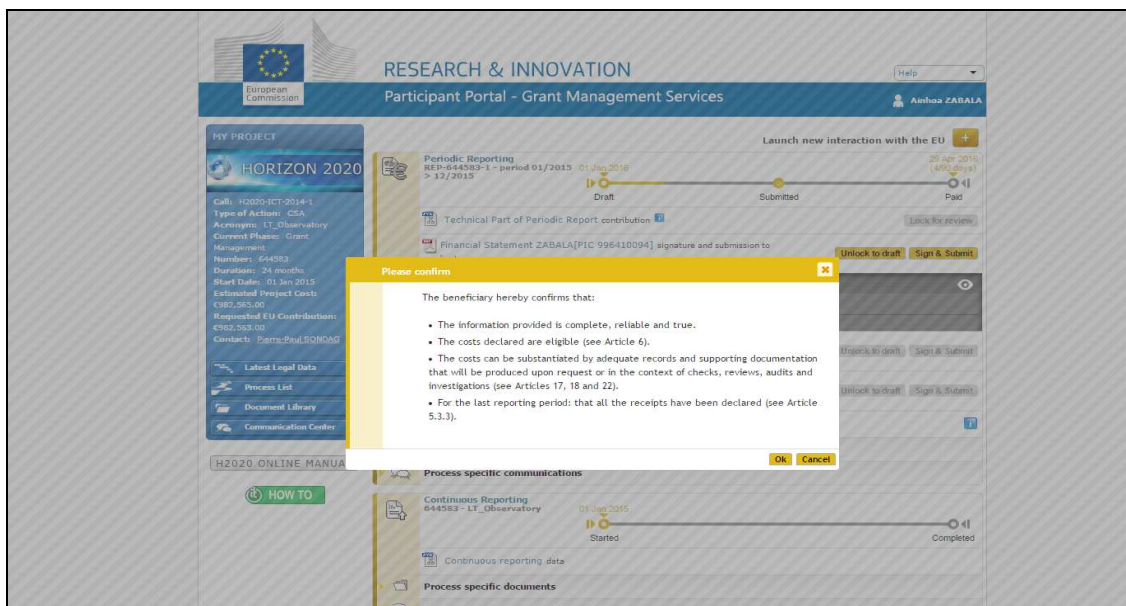 RESEARCH & INNOVATION
Help
European
Commission
Participant Portal - Grant Management Services
Ainhoa ZABALA
MY PROJECT
HORIZON 2020
Call: H2020-ICT-2014-1
Type of Action: CSA
Acronym: LT_Observatory
Current Phase: Grant
Management
Number: 644583
Duration: 24 months
Start Date: 01 Jan 2015
Estimated Project Cost:
€982,565.00
Requested EU Contribution:
€982,563.00
Contact: Pierre-Paul SONDAG
Latest Legal Data
Process List
Document Library
Communication Center
H2020 ONLINE MANUA
HOW TO
Launch new interaction with the EU +
Periodic Reporting
REP-644583-1 - period 01/2015
> 12/2015
01 Jan 2016
29 Apr 2016
(4/90 days)
Draft
Submitted
Paid
Technical Part of Periodic Report contribution
Lock for review
Financial Statement ZABALA[PIC 996410094] signature and submission to
Unlock to draft
Sign & Submit
Please confirm
The beneficiary hereby confirms that:
• The information provided is complete, reliable and true.
• The costs declared are eligible (see Article 6).
• The costs can be substantiated by adequate records and supporting documentation
that will be produced upon request or in the context of checks, reviews, audits and
investigations (see Articles 17, 18 and 22).
• For the last reporting period: that all the receipts have been declared (see Article
5.3.3).
Ok
Cancel
Unlock to draft
Sign & Submit
Unlock to draft
Sign & Submit
Process specific communications
Continuous Reporting
644583 - LT_Observatory
01 Jan 2015
Started
Completed
Continuous reporting data
Process specific documents